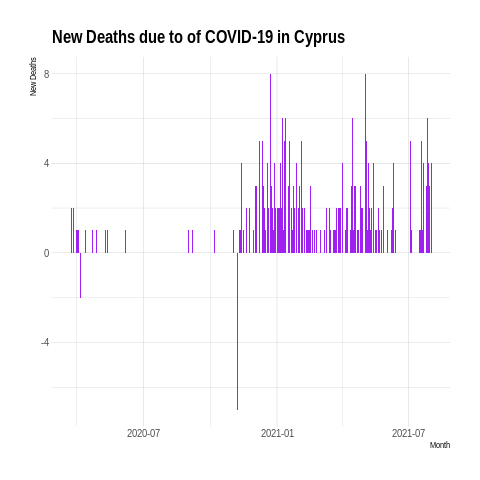 New Deaths due to of COVID-19 in Cyprus
New Deaths
8
4
0
-4
2020-07 2021-01 2021-07
Month